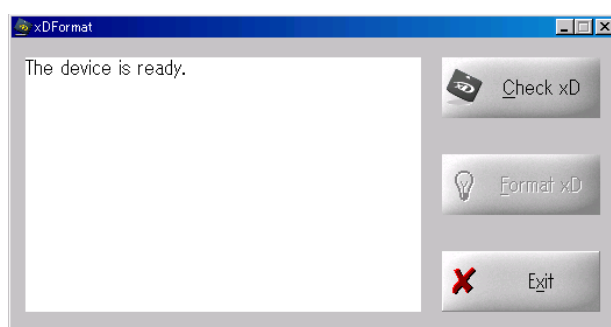 xDFormat
The device is ready.
Check xD
Format xD
Exit